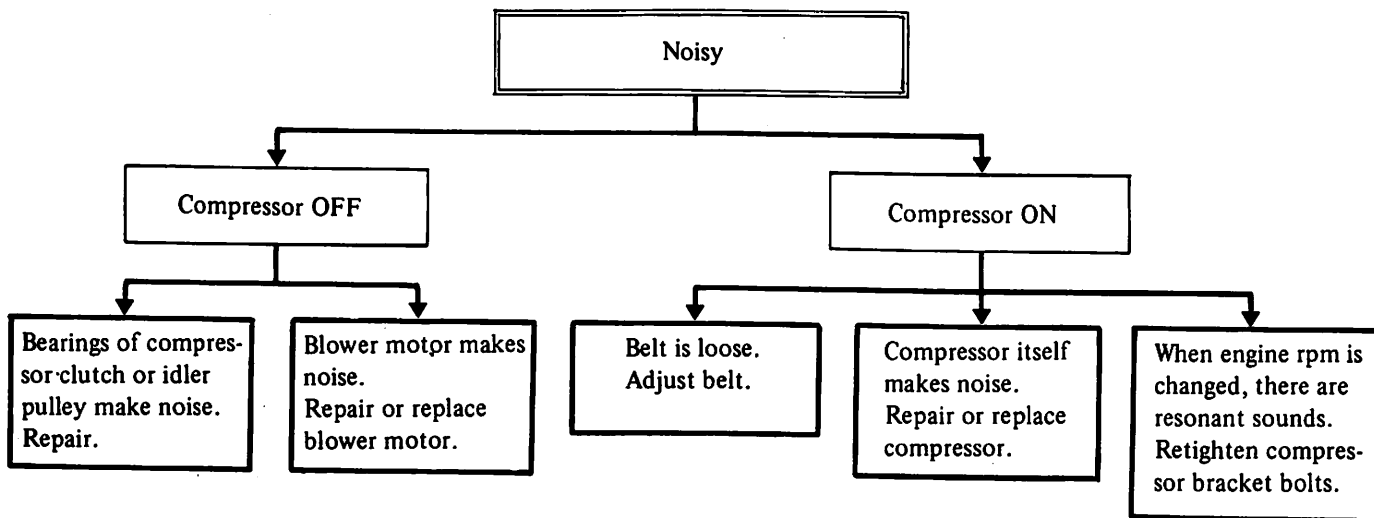 Noisy
Compressor OFF
Compressor ON
Bearings of compres-
sor·clutch or idler
pulley make noise.
Repair.
Blower motor makes
noise.
Repair or replace
blower motor.
Belt is loose.
Adjust belt.
Compressor itself
makes noise.
Repair or replace
compressor.
When engine rpm is
changed, there are
resonant sounds.
Retighten compres-
sor bracket bolts.